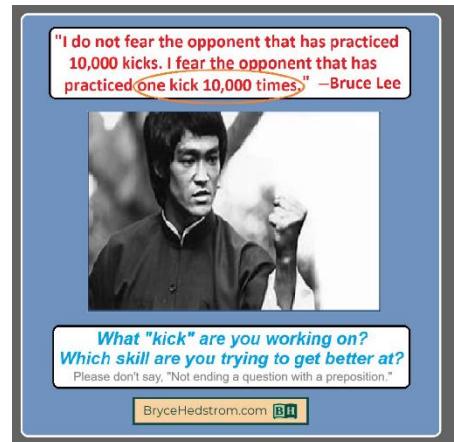 "I do not fear the opponent that has practiced
10,000 kicks. I fear the opponent that has
practiced one kick 10,000 times." —Bruce Lee
What "kick" are you working on?
Which skill are you trying to get better at?
Please don't say, "Not ending a question with a preposition."
BryceHedstrom.com BH